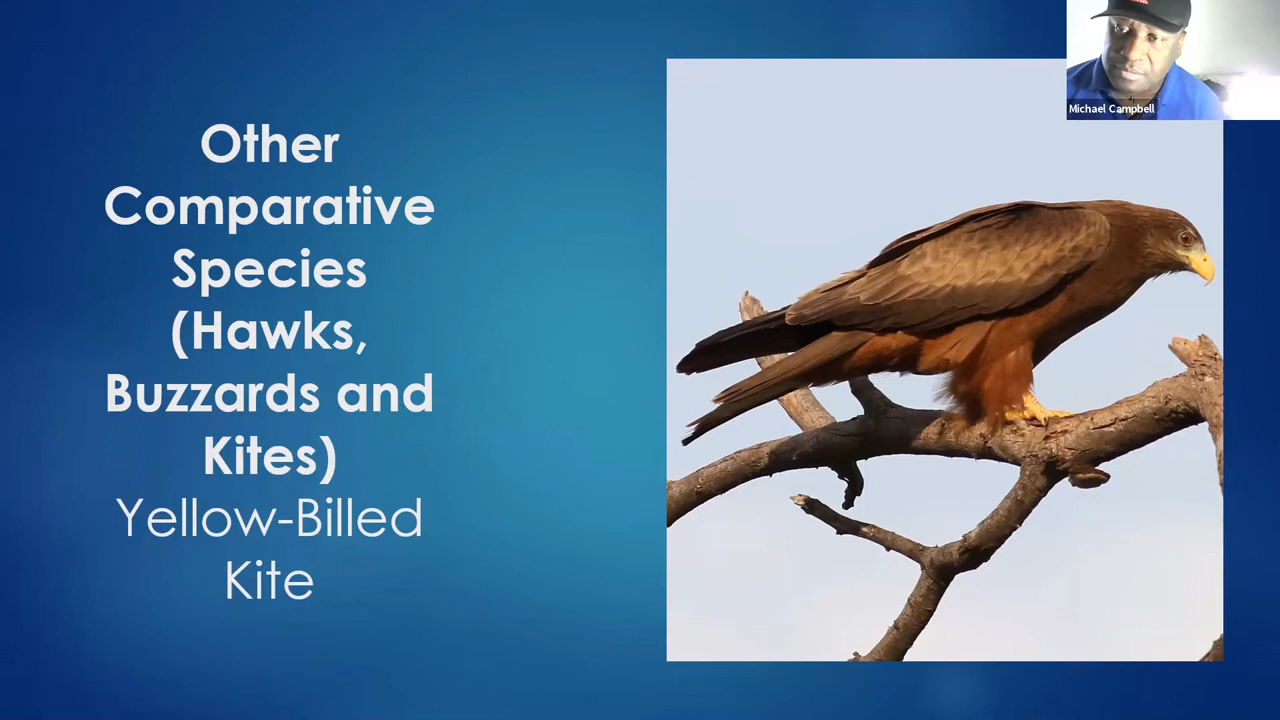 Other
Comparative
Species
(Hawks,
Buzzards and
Kites)
Yellow-Billed
Kite
Michael Campbell